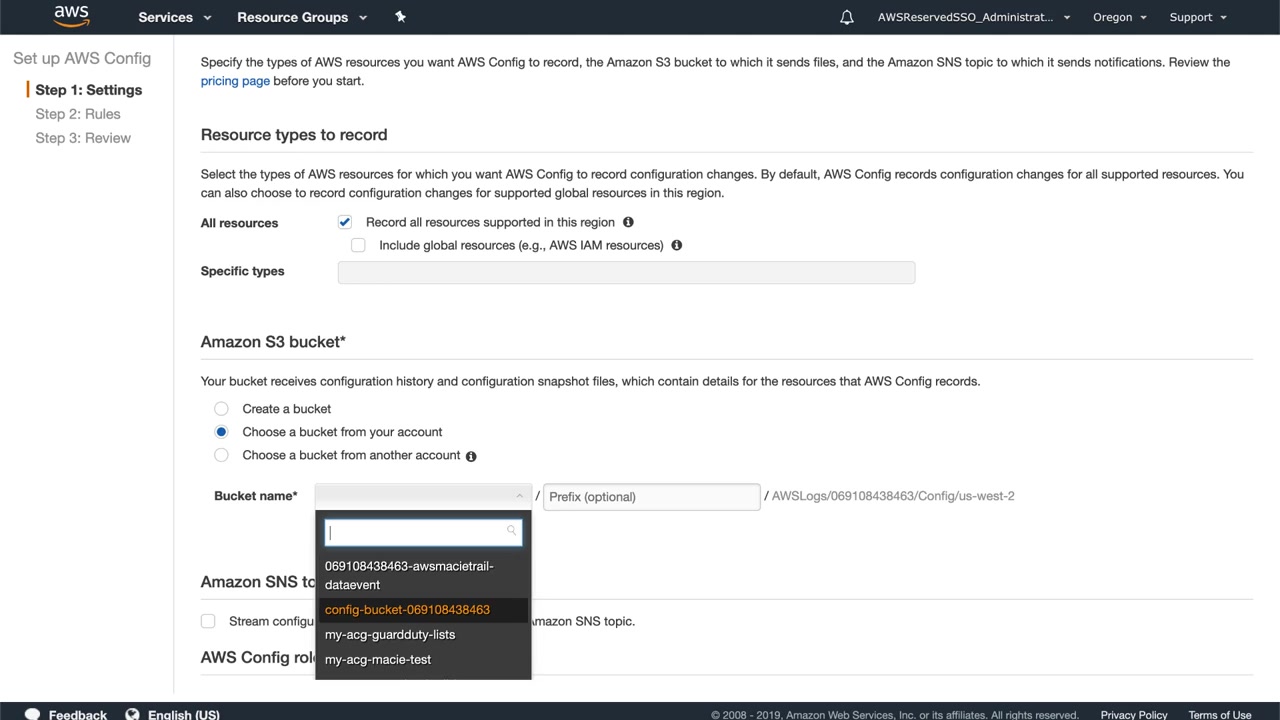 aws
Services
Resource Groups
AWSReservedSSO_Administrat...
Oregon
Support
Set up AWS Config
Step 1: Settings
Step 2: Rules
Step 3: Review
Specify the types of AWS resources you want AWS Config to record, the Amazon S3 bucket to which it sends files, and the Amazon SNS topic to which it sends notifications. Review the
pricing page before you start.
Resource types to record
Select the types of AWS resources for which you want AWS Config to record configuration changes. By default, AWS Config records configuration changes for all supported resources. You
can also choose to record configuration changes for supported global resources in this region.
All resources
Record all resources supported in this region
Include global resources (e.g., AWS IAM resources)
Specific types
Amazon S3 bucket*
Your bucket receives configuration history and configuration snapshot files, which contain details for the resources that AWS Config records.
Create a bucket
Choose a bucket from your account
Choose a bucket from another account
Bucket name*
/ Prefix (optional) / AWSLogs/069108438463/Config/us-west-2
069108438463-awsmacietrail-
dataevent
config-bucket-069108438463
my-acg-guardduty-lists
my-acg-macie-test
Amazon SNS to
Stream configu
mazon SNS topic.
AWS Config rol
Feedback
English (US)
© 2008 - 2019, Amazon Web Services, Inc. or its affiliates. All rights reserved.
Privacy Policy
Terms of Use